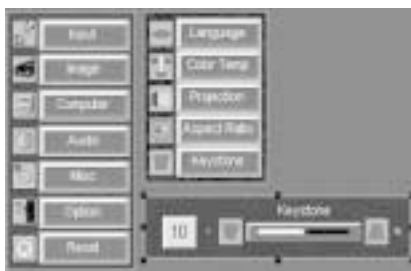 Input
Image
Computer
Audio
Misc
Option
Reset
Language
Color Temp
Projection
Aspect Ratio
Keystone
Keystone
10